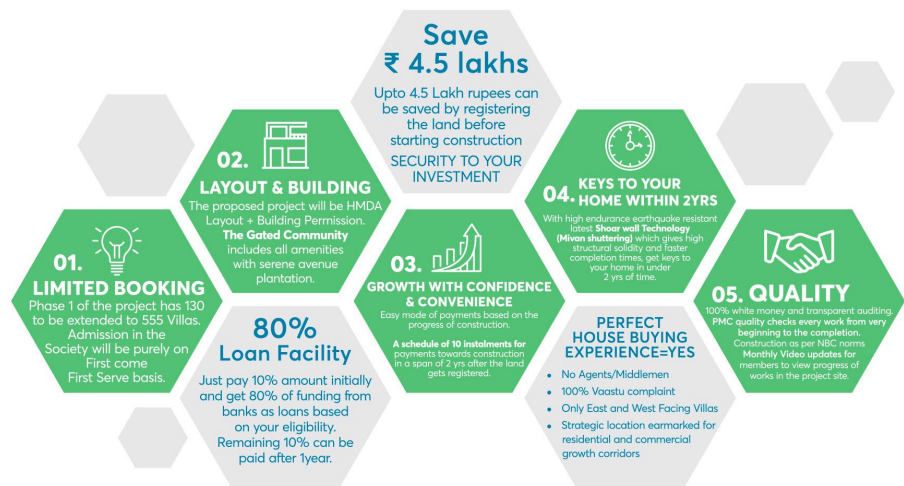 01.
LIMITED BOOKING
Phase 1 of the project has 130
to be extended to 555 Villas.
Admission in the
Society will be purely on
First come
First Serve basis.
02.
LAYOUT & BUILDING
The proposed project will be HMDA
Layout + Building Permission.
The Gated Community
includes all amenities
with serene avenue
plantation.
80%
Loan Facility
Just pay 10% amount initially
and get 80% of funding from
banks as loans based
on your eligibility.
Remaining 10% can be
paid after 1year.
Save
₹ 4.5 lakhs
Upto 4.5 Lakh rupees can
be saved by registering
the land before
starting construction
SECURITY TO YOUR
INVESTMENT
03.
GROWTH WITH CONFIDENCE
& CONVENIENCE
Easy mode of payments based on the
progress of construction.
A schedule of 10 instalments for
payments towards construction
in a span of 2 yrs after the land
gets registered.
04.
KEYS TO YOUR
HOME WITHIN 2YRS
With high endurance earthquake resistant
latest Shoar wall Technology
(Mivan shuttering) which gives high
structural solidity and faster
completion times, get keys to
your home in under
2 yrs of time.
PERFECT
HOUSE BUYING
EXPERIENCE=YES
• No Agents/Middlemen
• 100% Vaastu complaint
• Only East and West Facing Villas
• Strategic location earmarked for
residential and commercial
growth corridors
05. QUALITY
100% white money and transparent auditing.
PMC quality checks every work from very
beginning to the completion.
Construction as per NBC norms
Monthly Video updates for
members to view progress of
works in the project site.